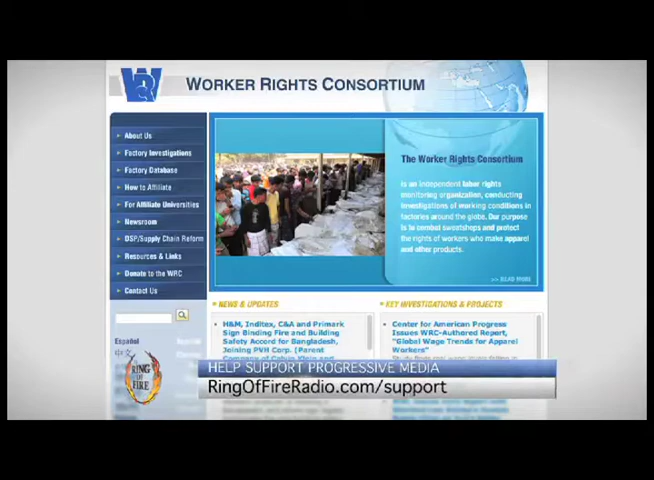 WORKER RIGHTS CONSORTIUM
About Us
Factory Investigations
Factory Database
How to Affiliate
For Affiliate Universities
Newsroom
DSP/Supply Chain Reform
Resources & Links
Donate to the WRC
Contact Us
Español
The Worker Rights Consortium
is an independent labor rights
monitoring organization, conducting
investigations of working conditions in
factories around the globe. Our purpose
is to combat sweatshops and protect
the rights of workers who make apparel
and other products.
>> READ MORE
NEWS & UPDATES
H&M, Inditex, C&A and Primark
Sign Binding Fire and Building
Safety Accord for Bangladesh,
Joining PVH Corp. [Parent
Company of Calvin Klein and
KEY INVESTIGATIONS & PROJECTS
Center for American Progress
Issues WRC-Authored Report,
"Global Wage Trends for Apparel
Workers"
RING
OF
FIRE
HELP SUPPORT PROGRESSIVE MEDIA
RingOfFireRadio.com/support